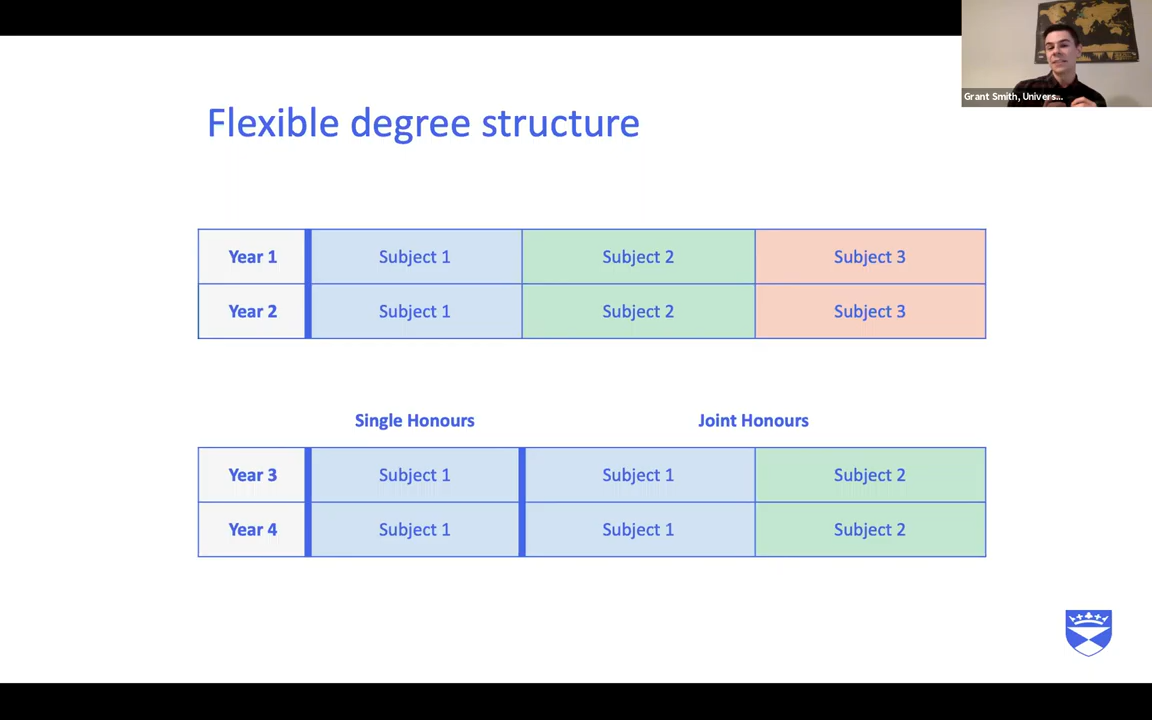 Grant Smith, Univers...
Flexible degree structure
Year 1 Subject 1 Subject 2 Subject 3
Year 2 Subject 1 Subject 2 Subject 3
Single Honours Joint Honours
Year 3 Subject 1 Subject 1 Subject 2
Year 4 Subject 1 Subject 1 Subject 2